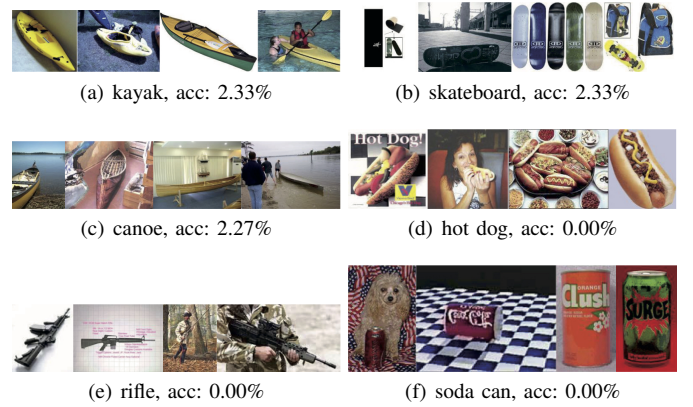 (a) kayak, acc: 2.33%
(b) skateboard, acc: 2.33%
Hot Dog!
(c) canoe, acc: 2.27%
(d) hot dog, acc: 0.00%
ORANGE
Clush
SURGE
(e) rifle, acc: 0.00%
(f) soda can, acc: 0.00%